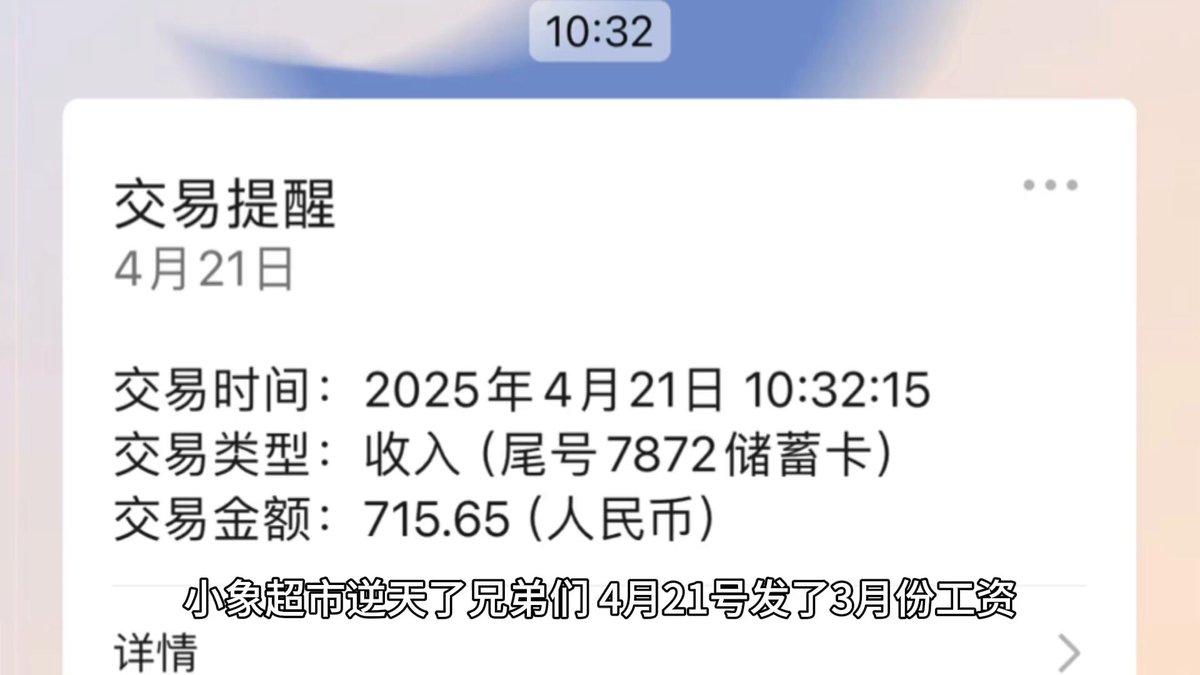 10:32
交易提醒
4月21日
交易时间：2025年4月21日 10:32:15
交易类型：收入（尾号7872储蓄卡）
交易金额：715.65（人民币）
小象超市逆天了兄弟们 4月21号发了3月份工资
详情